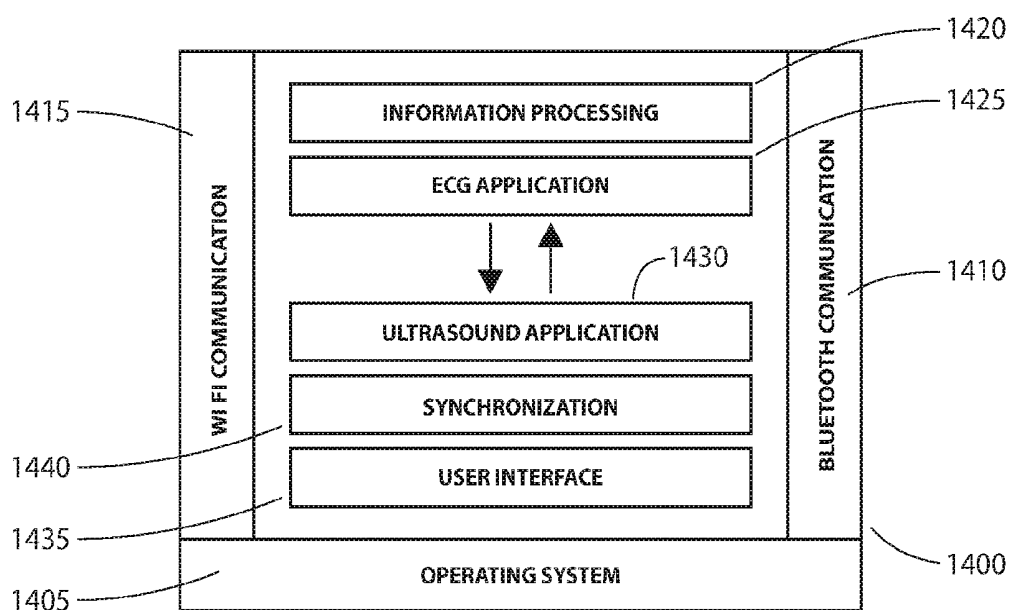 1420
1415
INFORMATION PROCESSING
1425
ECG APPLICATION
WI FI COMMUNICATION
BLUETOOTH COMMUNICATION
1430
1410
ULTRASOUND APPLICATION
SYNCHRONIZATION
1440
USER INTERFACE
1435
1400
OPERATING SYSTEM
1405